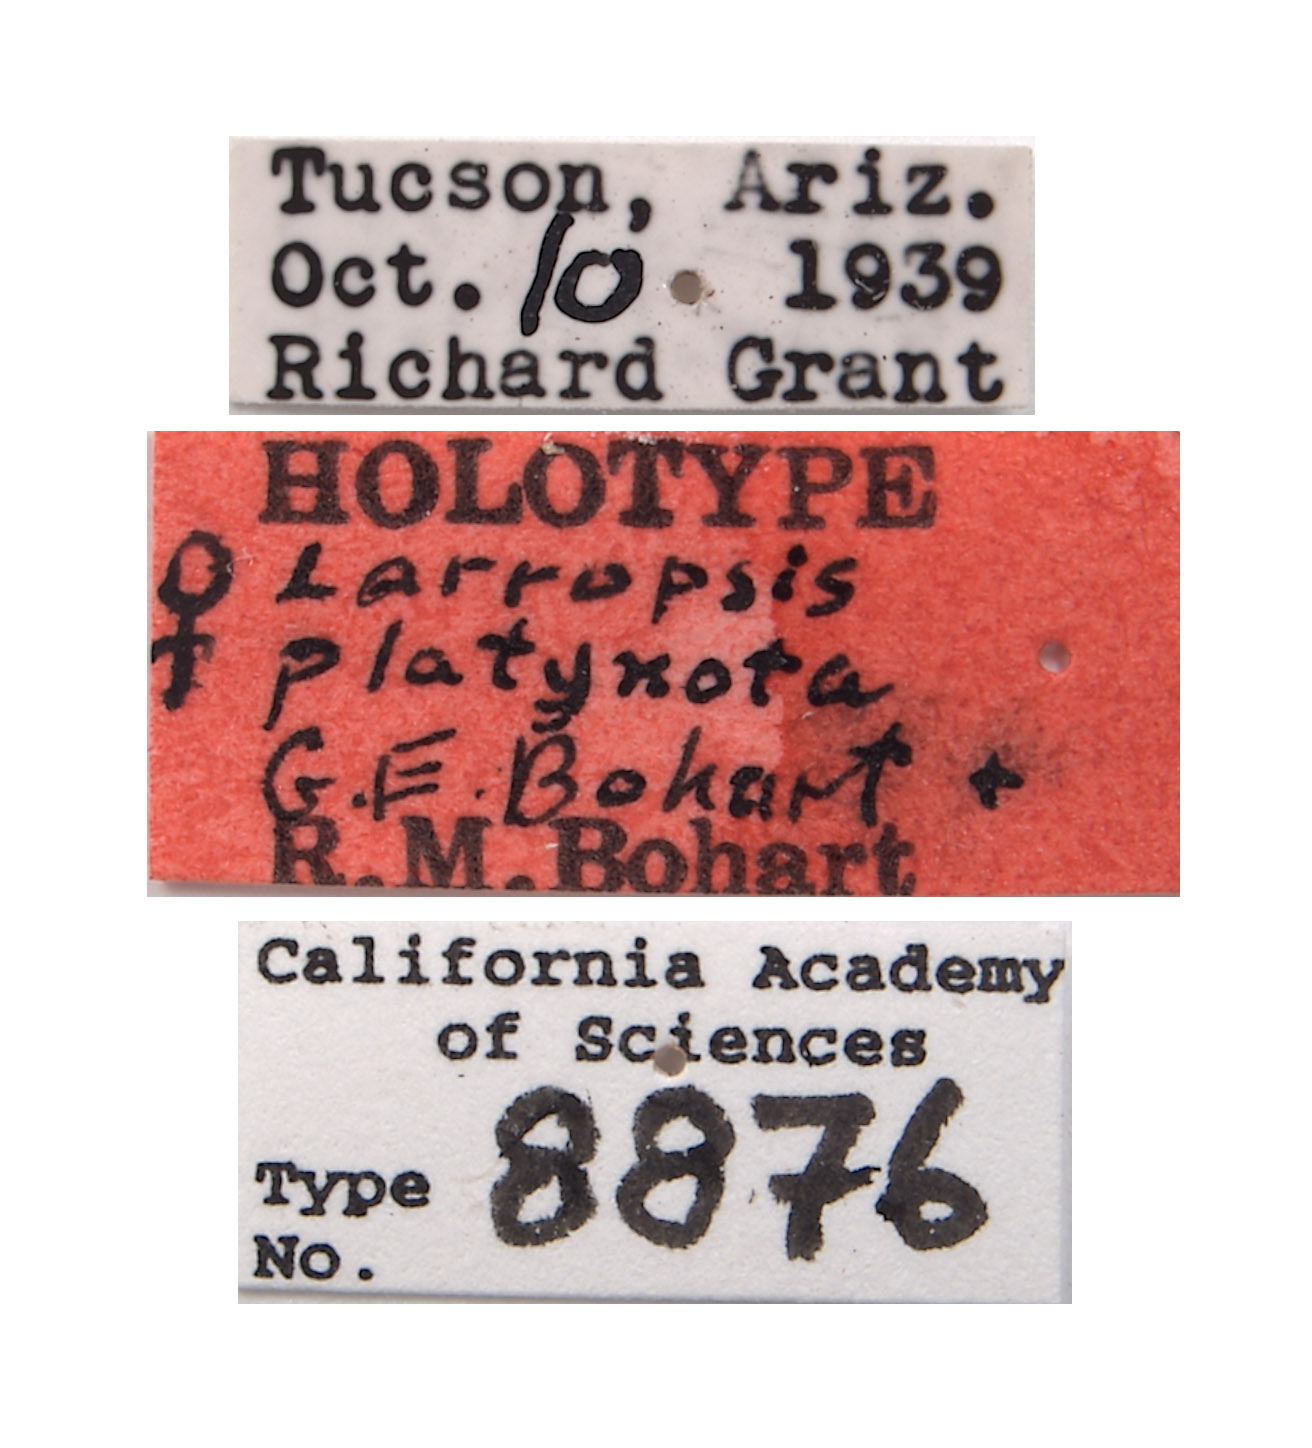 Tucson, Ariz.
Oct. 10 1939
Richard Grant
HOLOTYPE
♀ Larropsis
platynota
G.E. Bohart +
R.M. Bohart
California Academy
of Sciences
Type 8876
No.